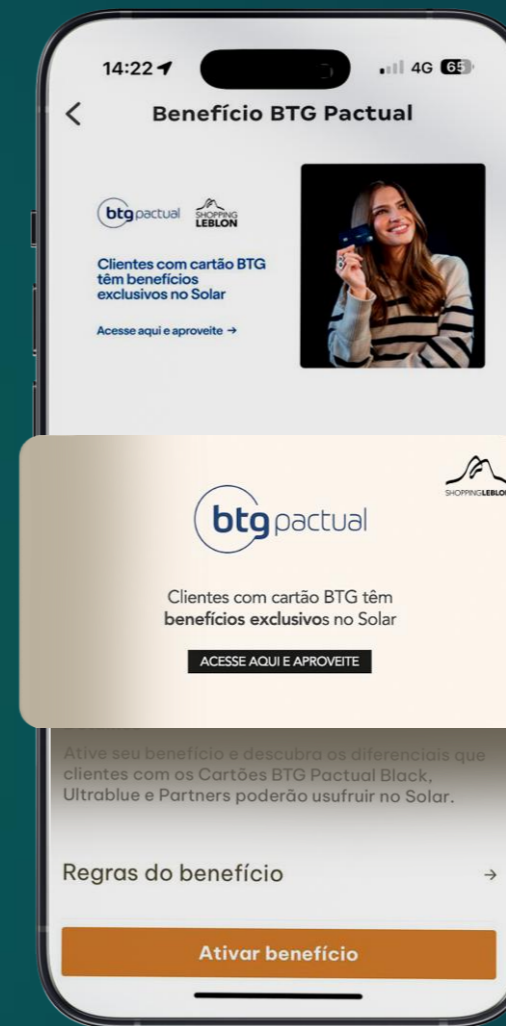 14:22
4G 65
Benefício BTG Pactual
btg pactual
SHOPPING
LEBLON
Clientes com cartão BTG
têm benefícios
exclusivos no Solar
Acesse aqui e aproveite →
SHOPPINGLEBLON
btg pactual
Clientes com cartão BTG têm
benefícios exclusivos no Solar
ACESSE AQUI E APROVEITE
Ative seu benefício e descubra os diferenciais que
clientes com os Cartões BTG Pactual Black,
Ultrablue e Partners poderão usufruir no Solar.
Regras do benefício →
Ativar benefício